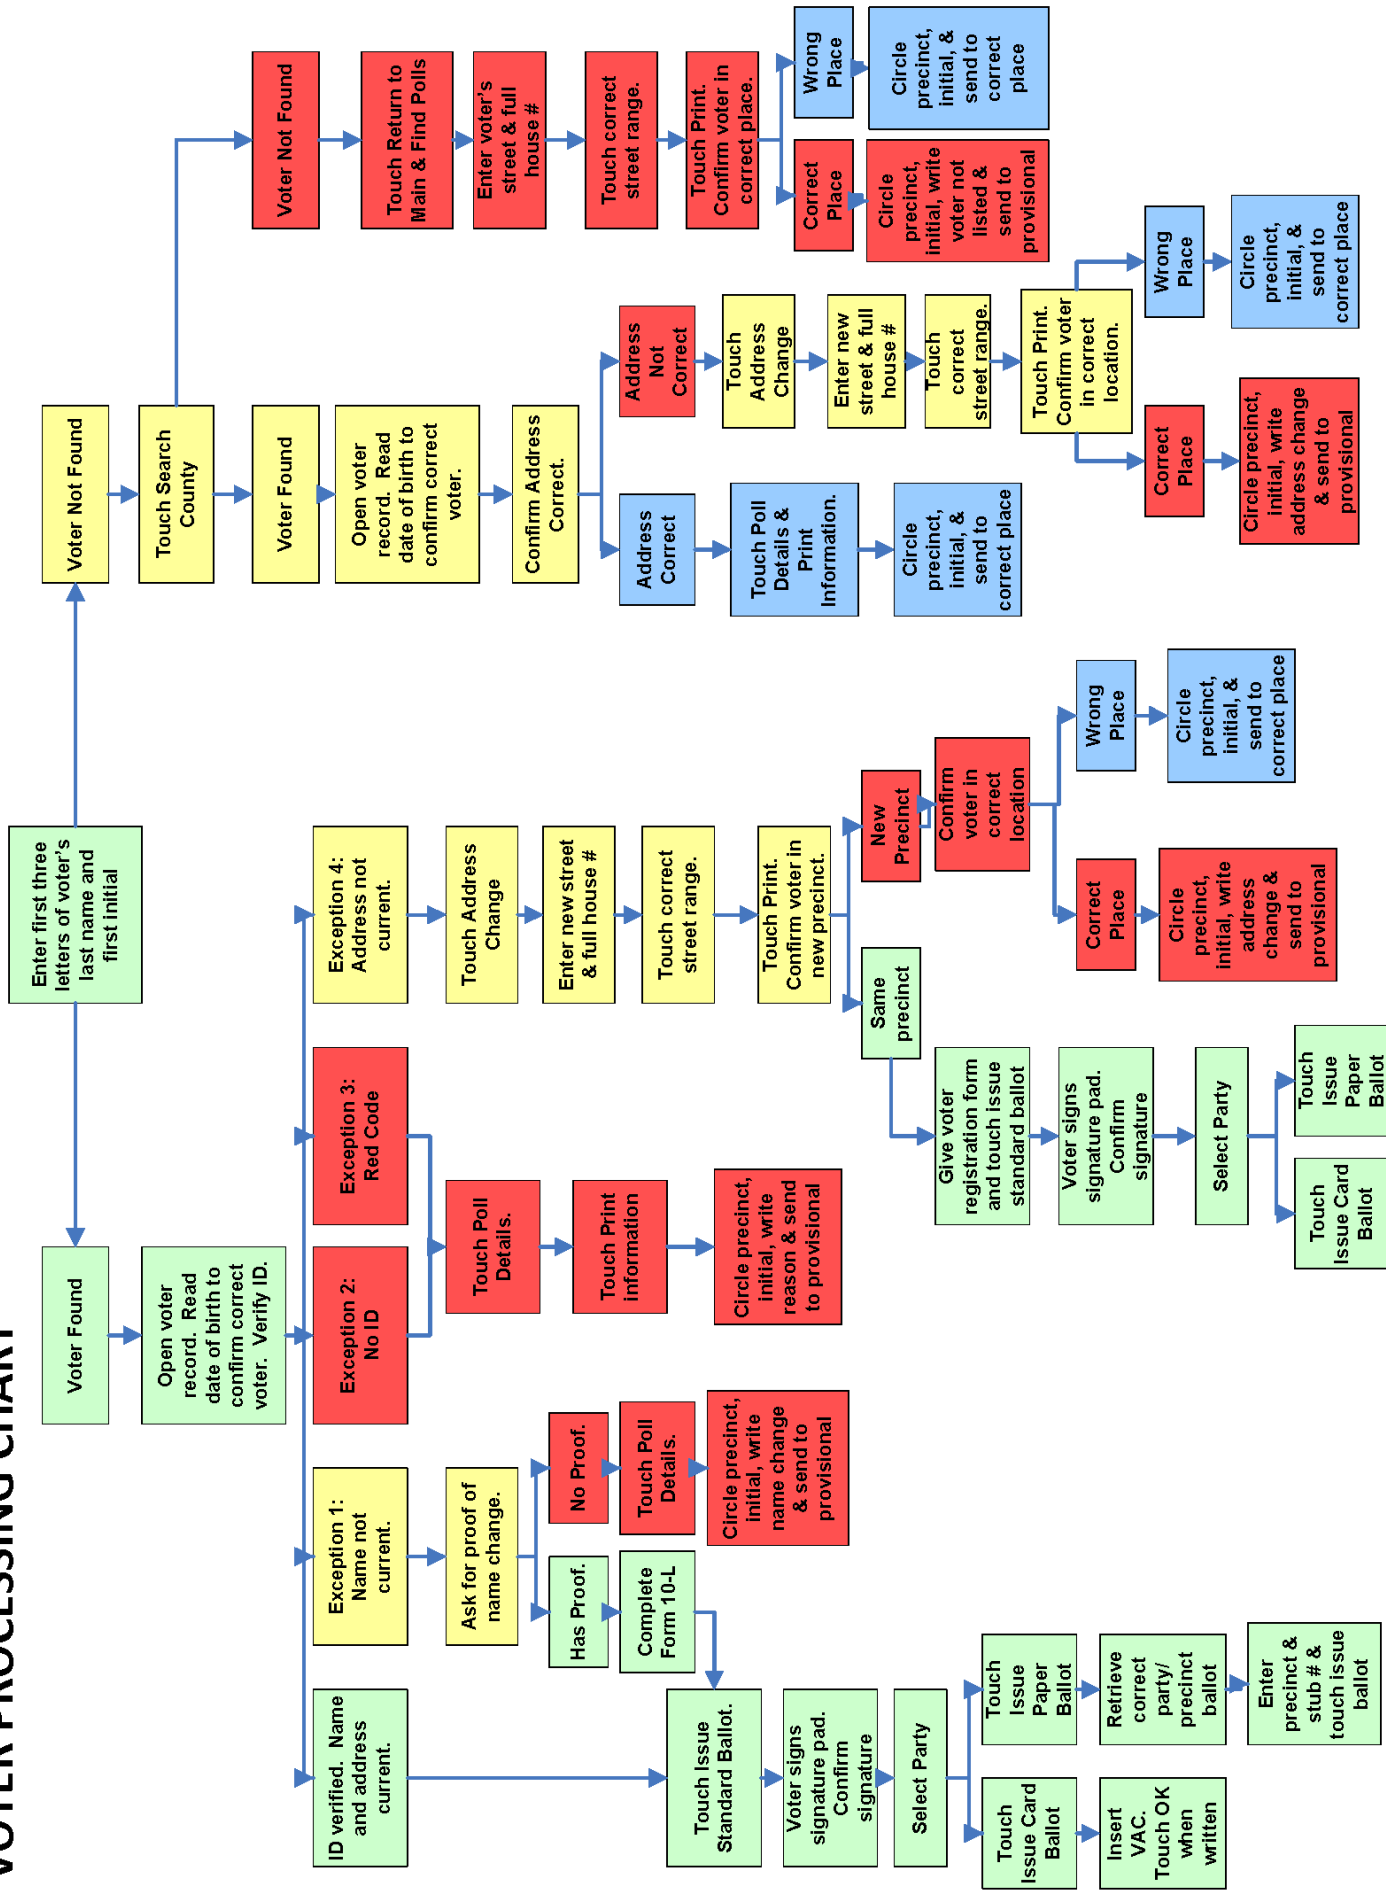 VOTER PROCESSING CHART
Enter first three
letters of voter's
last name and
first initial
Voter Found
Voter Not Found
Open voter
record.  Read
date of birth to
confirm correct
voter.  Verify ID.
ID verified.  Name
and address
current.
Exception 1:
Name not
current.
Exception 2:
No ID
Exception 3:
Red Code
Exception 4:
Address not
current.
Ask for proof of
name change.
Has Proof.
No Proof.
Complete
Form 10-L
Touch Poll
Details.
Circle precinct,
initial, write
name change
& send to
provisional
Touch Issue
Standard Ballot.
Voter signs
signature pad.
Confirm
signature
Select Party
Touch
Issue Card
Ballot
Touch
Issue
Paper
Ballot
Insert
VAC.
Touch OK
when
written
Retrieve
correct
party/
precinct
ballot
Enter
precinct &
stub # &
touch issue
ballot
Touch Poll
Details.
Touch Print
information
Circle precinct,
initial, write
reason & send
to provisional
Touch Address
Change
Enter new street
& full house #
Touch correct
street range.
Touch Print.
Confirm voter in
new precinct.
Same
precinct
New
Precinct
Give voter
registration form
and touch issue
standard ballot
Voter signs
signature pad.
Confirm
signature
Select Party
Touch
Issue Card
Ballot
Touch
Issue
Paper
Ballot
Confirm
voter in
correct
location
Correct
Place
Wrong
Place
Circle
precinct,
initial, write
address
change &
send to
provisional
Circle
precinct,
initial, &
send to
correct place
Touch Search
County
Voter Found
Voter Not Found
Open voter
record.  Read
date of birth to
confirm correct
voter.
Confirm Address
Correct.
Address
Correct
Address
Not
Correct
Touch Poll
Details &
Print
Information.
Circle
precinct,
initial, &
send to
correct place
Touch
Address
Change
Enter new
street & full
house #
Touch
correct
street range.
Touch Print.
Confirm voter
in correct
location.
Correct
Place
Wrong
Place
Circle precinct,
initial, write
address change
& send to
provisional
Circle
precinct,
initial, &
send to
correct place
Touch Return to
Main & Find Polls
Enter voter's
street & full
house #
Touch correct
street range.
Touch Print.
Confirm voter in
correct place.
Correct
Place
Wrong
Place
Circle
precinct,
initial, write
voter not
listed &
send to
provisional
Circle
precinct,
initial, &
send to
correct
place